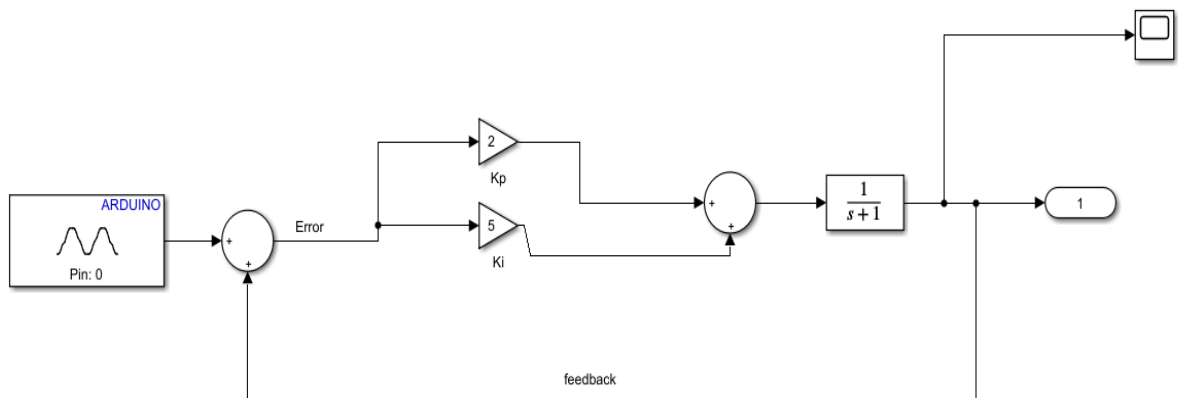 ARDUINO
Pin: 0
+
+
Error
2
Kp
5
Ki
+
+
1
s+1
1
feedback